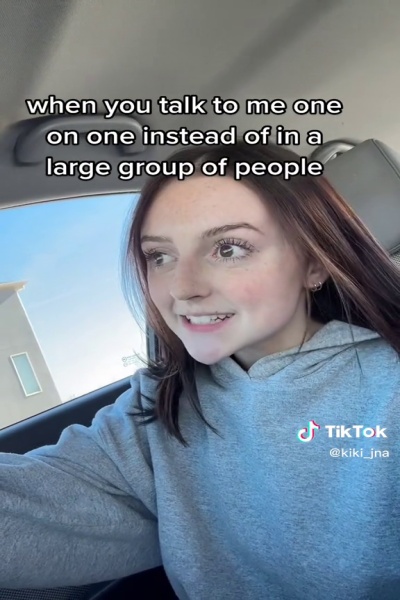 when you talk to me one
on one instead of in a
large group of people
TikTok
@kiki_jna